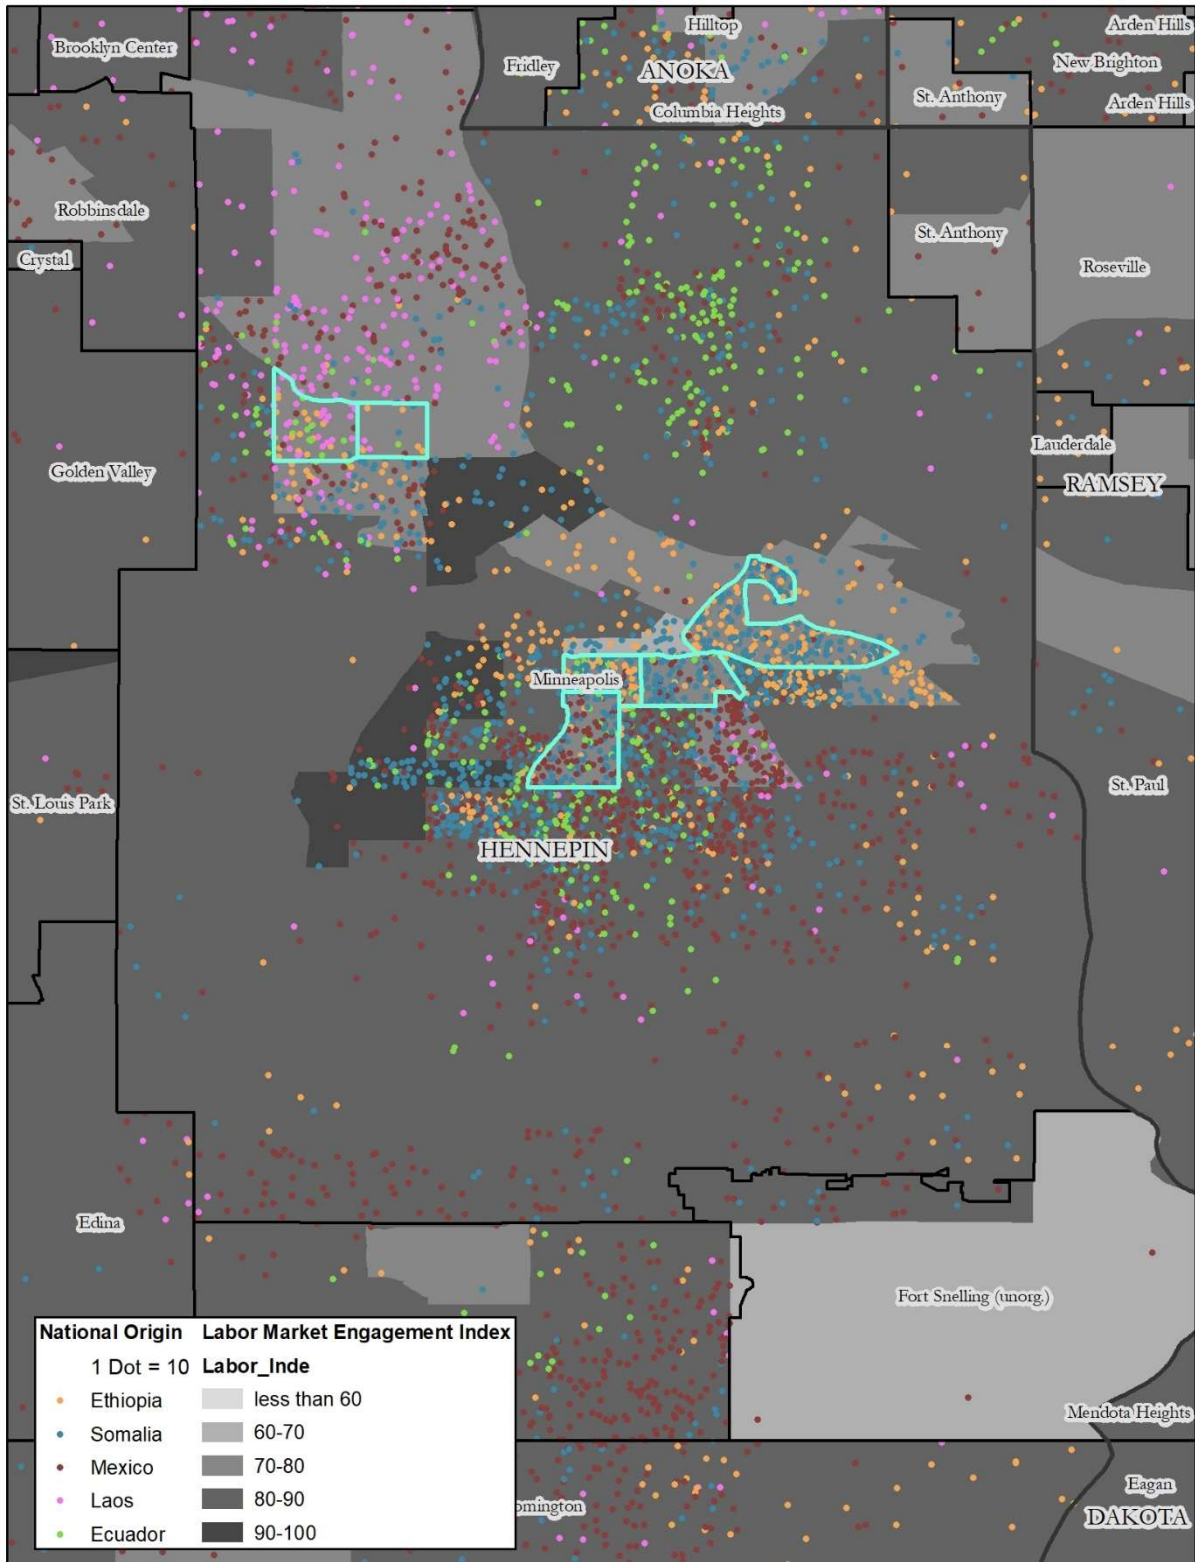 Hilltop
Arden Hills
Brooklyn Center
Fridley
ANOKA
New Brighton
St. Anthony
Arden Hills
Columbia Heights
Robbinsdale
St. Anthony
Crystal
Roseville
Lauderdale
Golden Valley
RAMSEY
Minneapolis
St. Louis Park
St. Paul
HENNEPIN
Edina
Fort Snelling (unorg.)
National Origin Labor Market Engagement Index
1 Dot = 10 Labor_Inde
Ethiopia less than 60
Somalia 60-70
Mexico 70-80
Laos 80-90
Ecuador 90-100
Mendota Heights
Eagan
omington
DAKOTA